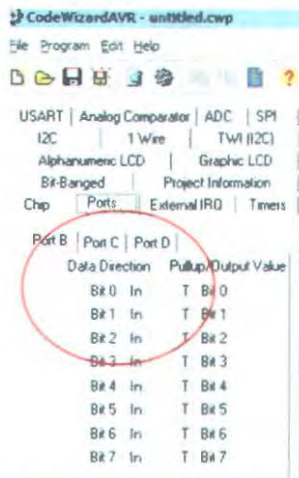 CodeWizardAVR - untitled.cwp
File Program Edit Help
USART Analog Comparator ADC SPI
I2C 1 Wire TWI (I2C)
Alphanumeric LCD Graphic LCD
Bit-Banged Project Information
Chip Ports External IRQ Timers
Port B Port C Port D
Data Direction Pullup/Output Value
Bit 0 In T Bit 0
Bit 1 In T Bit 1
Bit 2 In T Bit 2
Bit 3 In T Bit 3
Bit 4 In T Bit 4
Bit 5 In T Bit 5
Bit 6 In T Bit 6
Bit 7 In T Bit 7